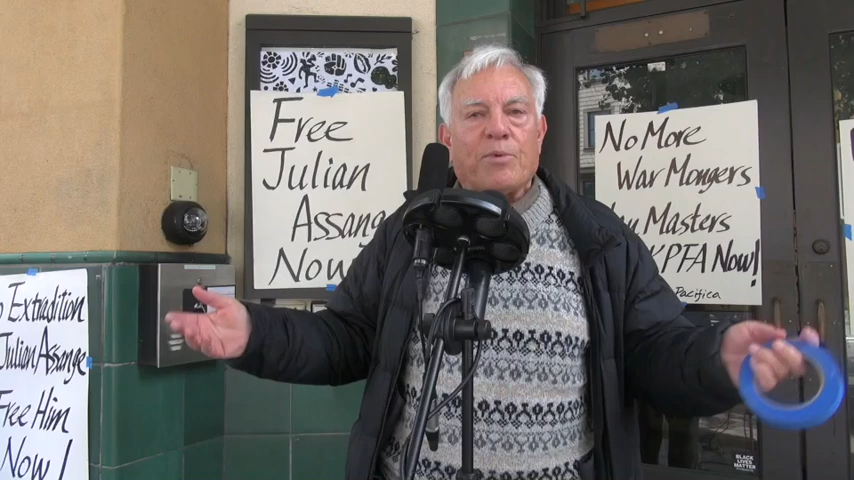 Free
Julian
Assange
Now
No More
War Mongers
Masters
KPFA Now!
Pacifica
Extradition
Julian Assange
Free Him
Now!
BLACK
LIVES
MATTER